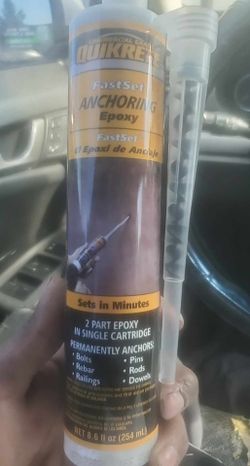 QUIKRETE
FastSet
ANCHORING
Epoxy
FastSet
El Epoxi de Anclaje
Sets in Minutes
2 PART EPOXY
IN SINGLE CARTRIDGE
PERMANENTLY ANCHORS:
• Bolts • Pins
• Rebar • Rods
• Railings • Dowels
NET 8.6 fl oz (254 mL)